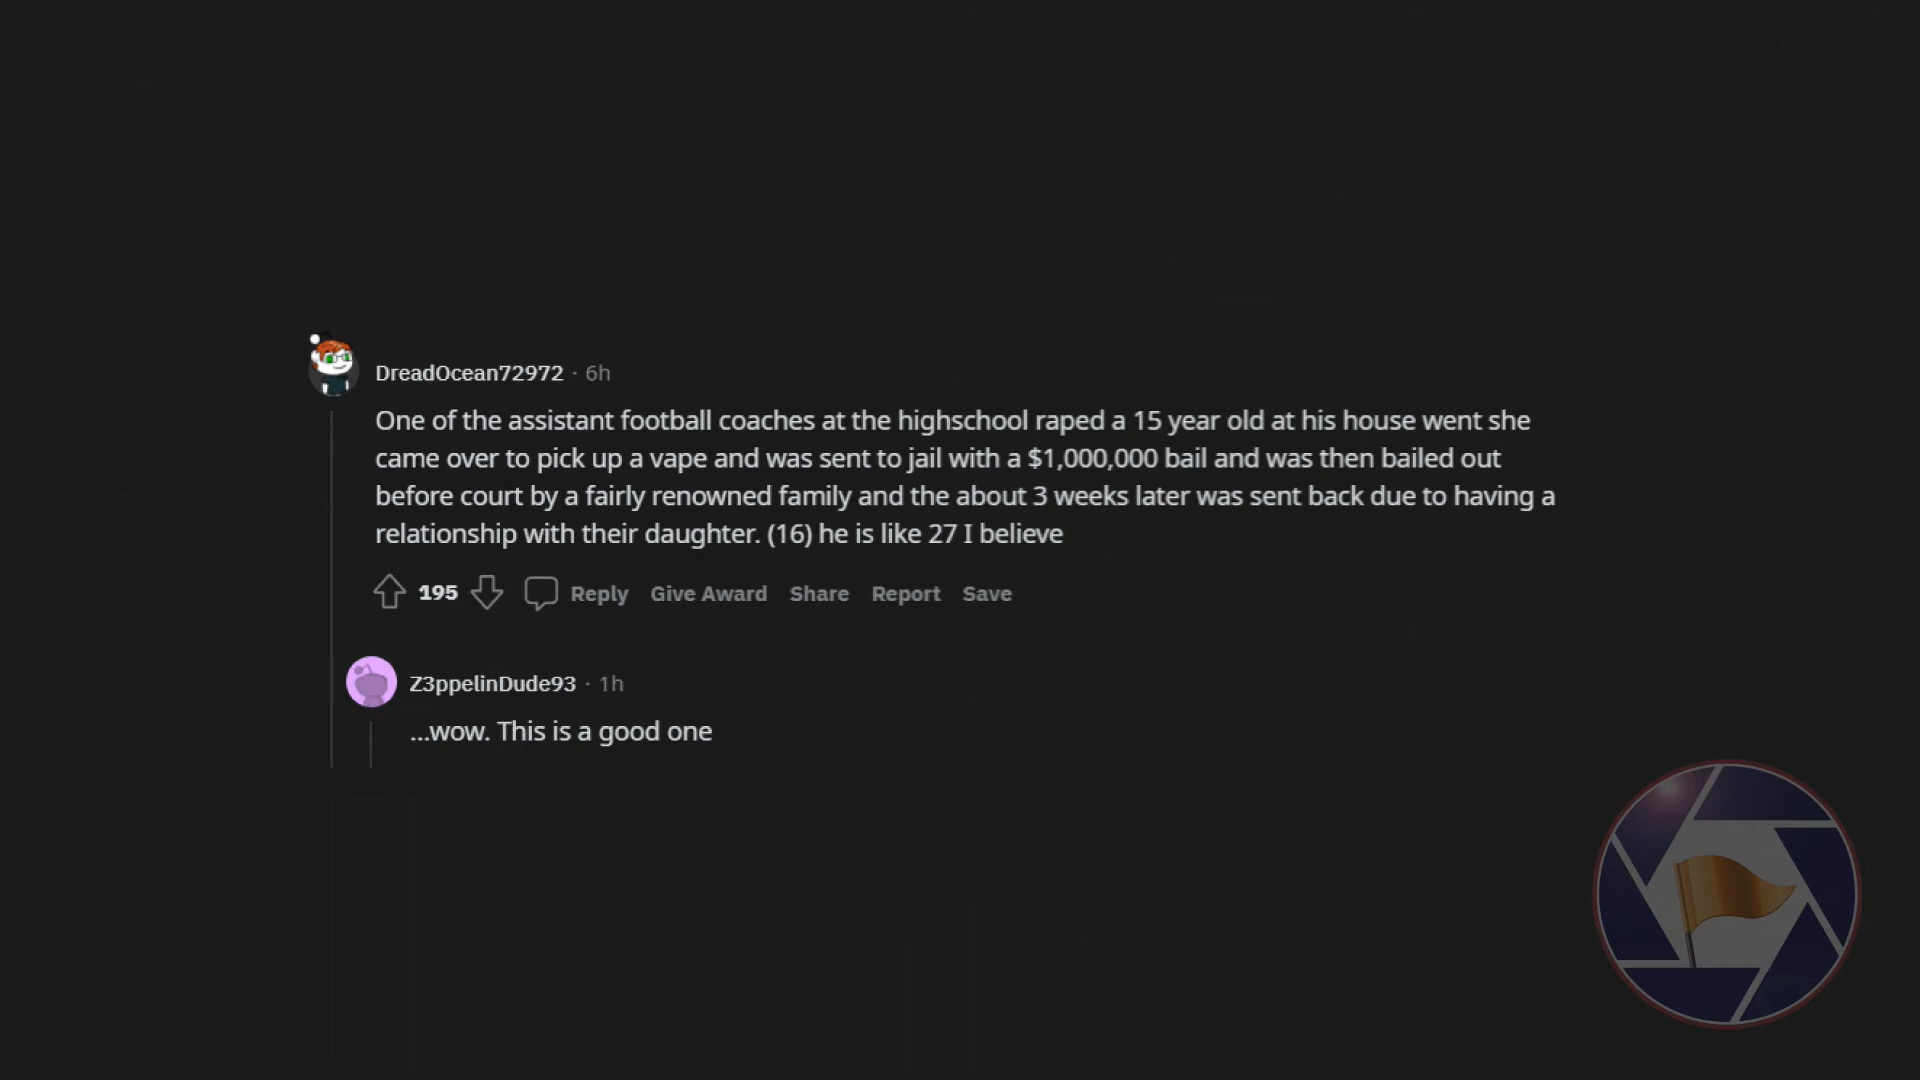 DreadOcean72972 · 6h
One of the assistant football coaches at the highschool raped a 15 year old at his house went she
came over to pick up a vape and was sent to jail with a $1,000,000 bail and was then bailed out
before court by a fairly renowned family and the about 3 weeks later was sent back due to having a
relationship with their daughter. (16) he is like 27 I believe
195 Reply Give Award Share Report Save
Z3ppelinDude93 · 1h
...wow. This is a good one